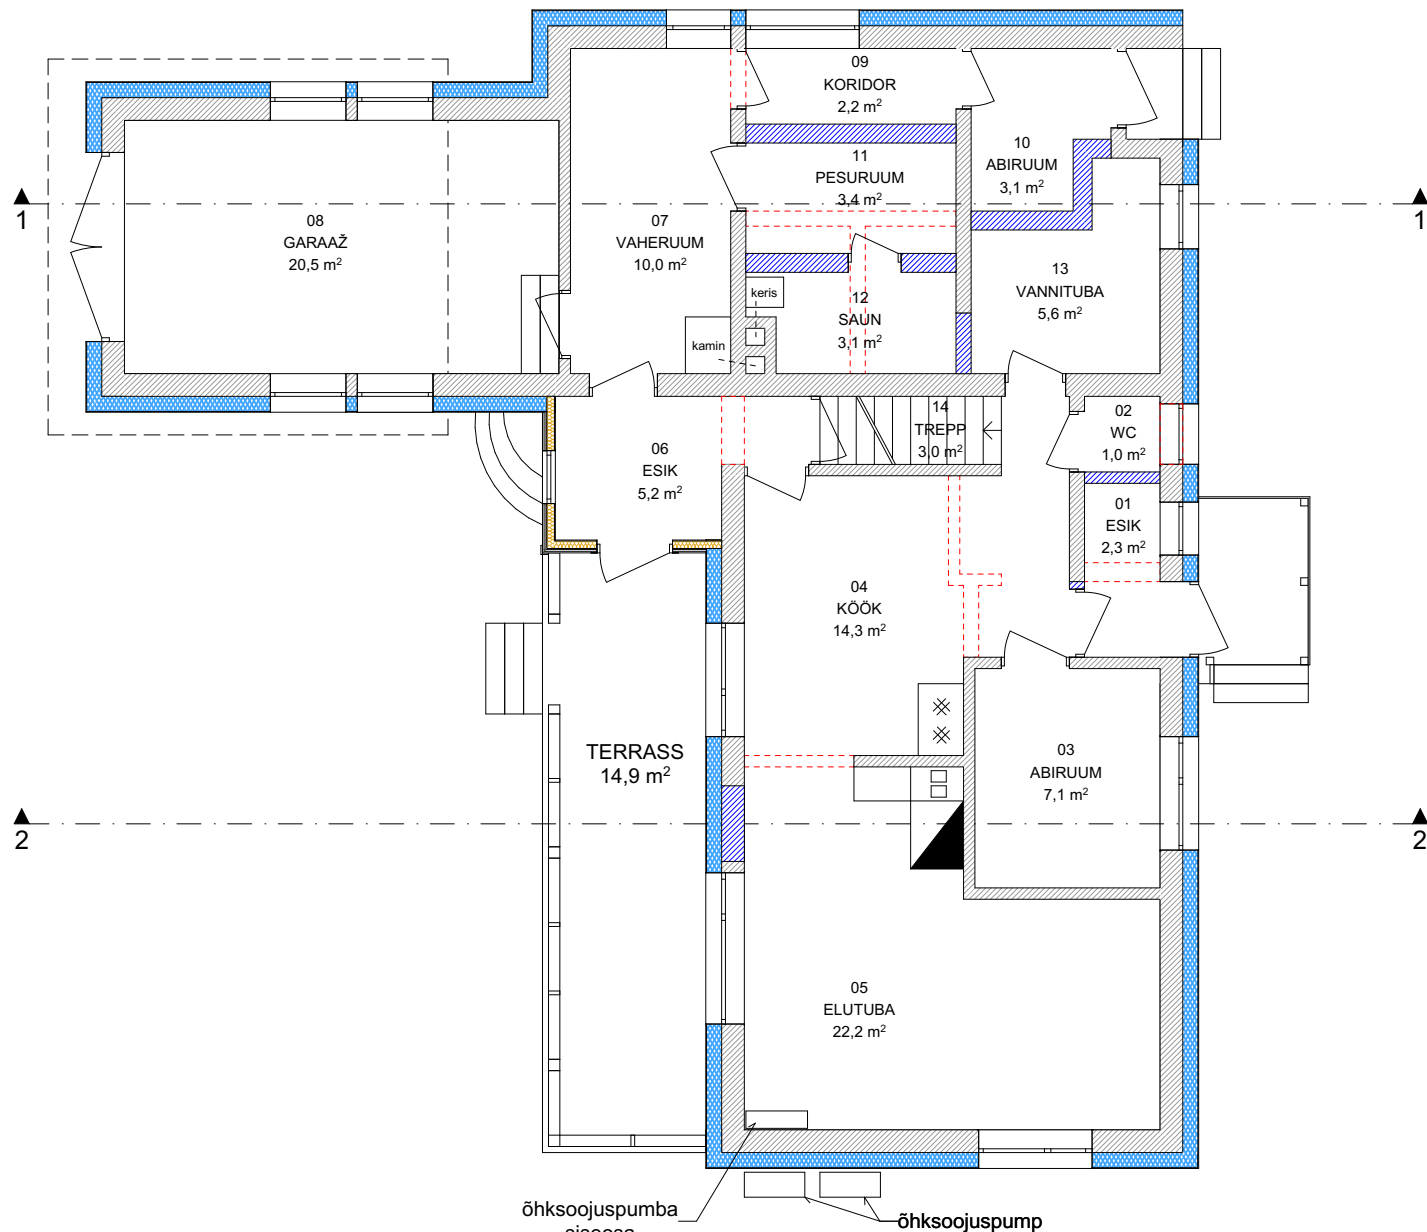 09
KORIDOR
2,2 m²
10
ABIRUUM
3,1 m²
11
PESURUUM
3,4 m²
1
08
GARAAŽ
20,5 m²
07
VAHERUUM
10,0 m²
1
13
VANNITUBA
5,6 m²
keris
12
SAUN
3,1 m²
kamin
14
TREPP
3,0 m²
02
WC
1,0 m²
06
ESIK
5,2 m²
01
ESIK
2,3 m²
04
KÖÖK
14,3 m²
TERRASS
14,9 m²
03
ABIRUUM
7,1 m²
2
2
05
ELUTUBA
22,2 m²
õhksoojuspumba
õhksoojuspump